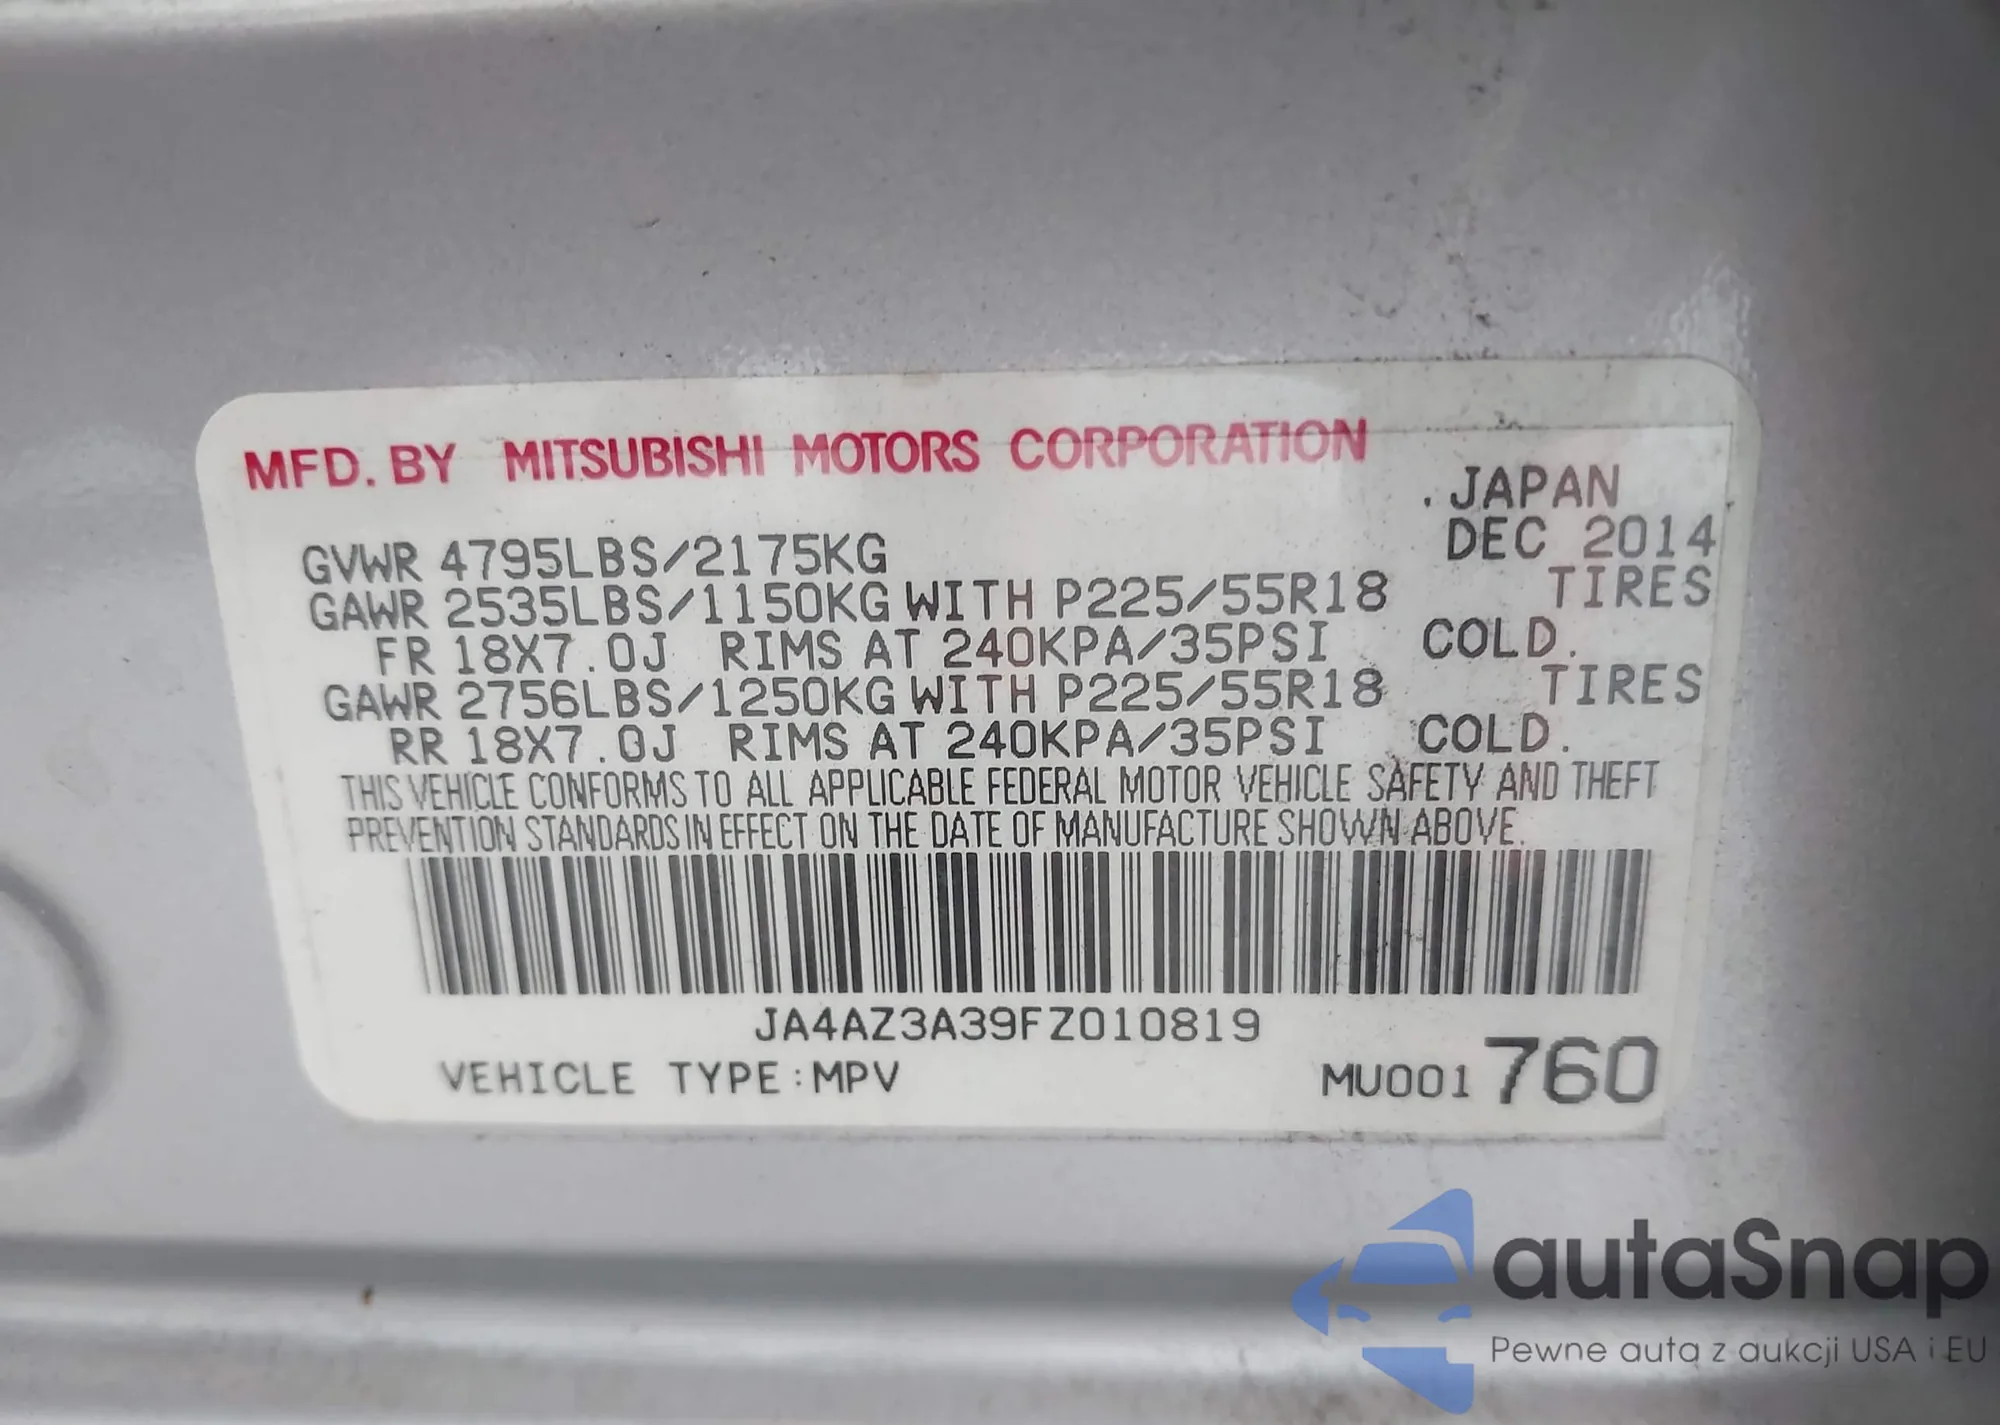 MFD. BY MITSUBISHI MOTORS CORPORATION
.JAPAN
DEC 2014
GVWR 4795LBS/2175KG
GAWR 2535LBS/1150KG WITH P225/55R18 TIRES
FR 18X7.0J RIMS AT 240KPA/35PSI COLD.
GAWR 2756LBS/1250KG WITH P225/55R18 TIRES
RR 18X7.0J RIMS AT 240KPA/35PSI COLD.
THIS VEHICLE CONFORMS TO ALL APPLICABLE FEDERAL MOTOR VEHICLE SAFETY AND THEFT
PREVENTION STANDARDS IN EFFECT ON THE DATE OF MANUFACTURE SHOWN ABOVE.
JA4AZ3A39FZ010819
VEHICLE TYPE:MPV MU001 760
autaSnap
Pewne auta z aukcji USA i EU